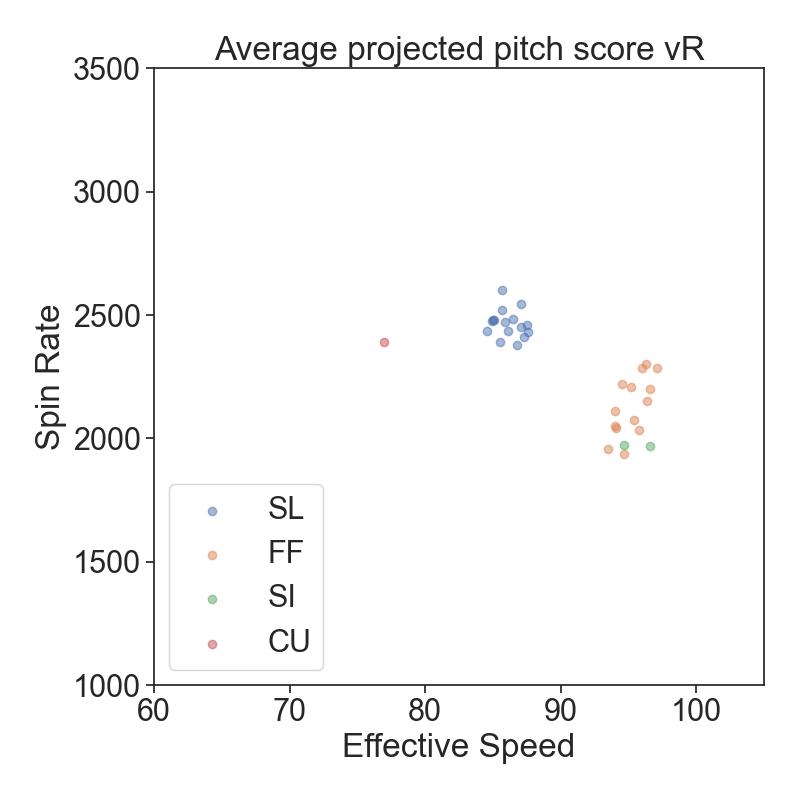 Average projected pitch score vR
3500
3000
2500
2000
1500
1000
Spin Rate
SL
FF
SI
CU
60 70 80 90 100
Effective Speed